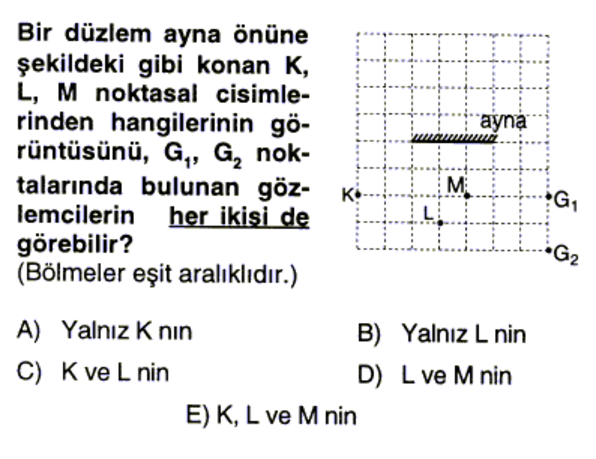 Bir düzlem ayna önüne
şekildeki gibi konan K,
L, M noktasal cisimle-
rinden hangilerinin gö-
rüntüsünü, G₁, G₂ nok-
talarında bulunan göz-
lemcilerin her ikisi de
görebilir?
(Bölmeler eşit aralıklıdır.)
ayna
K
M
G₁
L
G₂
A) Yalnız K nın
B) Yalnız L nin
C) K ve L nin
D) L ve M nin
E) K, L ve M nin